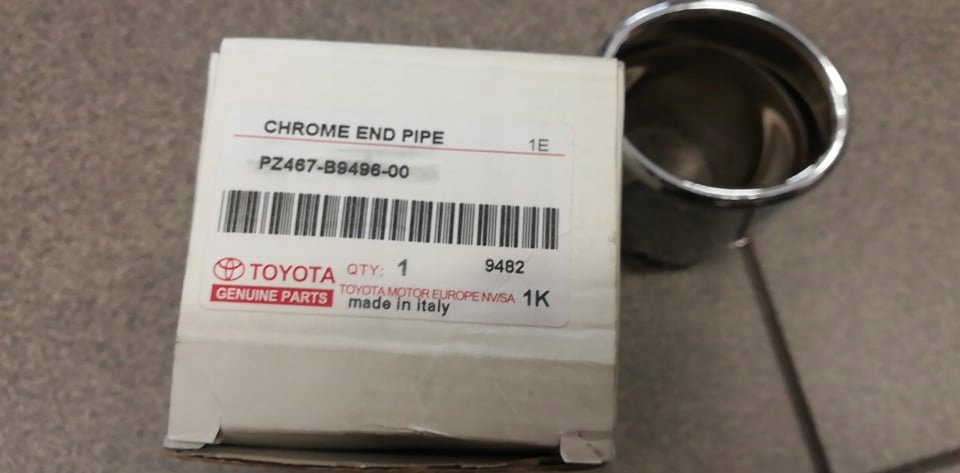 CHROME END PIPE 1E
PZ467-B9496-00
TOYOTA QTY: 1 9482
GENUINE PARTS TOYOTA MOTOR EUROPE NV/SA 1K
made in italy